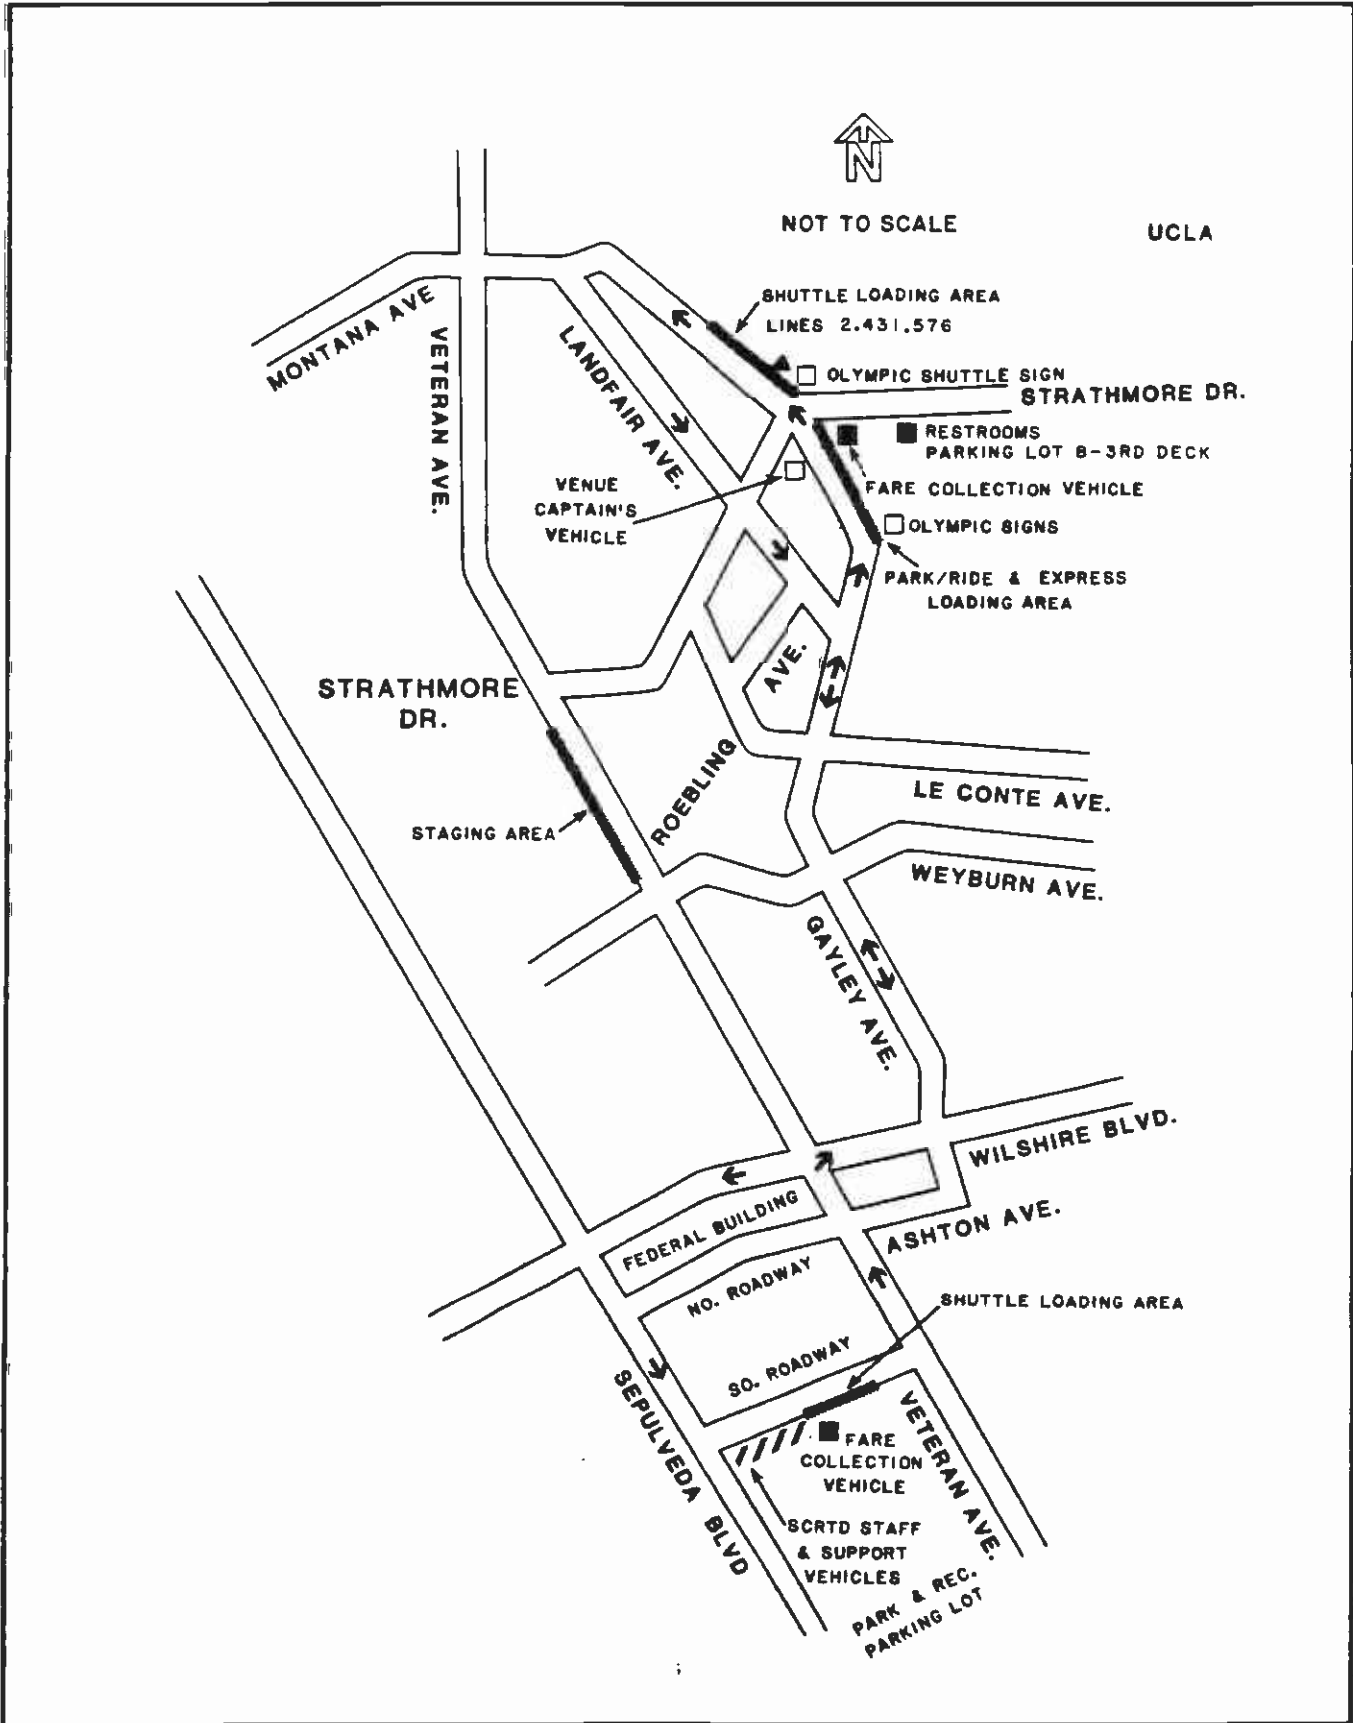 N
NOT TO SCALE
UCLA
SHUTTLE LOADING AREA
LINES 2.431.576
OLYMPIC SHUTTLE SIGN
STRATHMORE DR.
MONTANA AVE
VETERAN AVE.
LANDFAIR AVE.
RESTROOMS
PARKING LOT 8-3RD DECK
VENUE
CAPTAIN'S
VEHICLE
FARE COLLECTION VEHICLE
OLYMPIC SIGNS
PARK/RIDE & EXPRESS
LOADING AREA
STRATHMORE
DR.
AVE.
ROEBLING
STAGING AREA
LE CONTE AVE.
WEYBURN AVE.
GAYLEY AVE.
WILSHIRE BLVD.
FEDERAL BUILDING
ASHTON AVE.
NO. ROADWAY
SHUTTLE LOADING AREA
SO. ROADWAY
SEPULVEDA BLVD
VETERAN AVE.
FARE
COLLECTION
VEHICLE
SCRTD STAFF
& SUPPORT
VEHICLES
PARK & REC.
PARKING LOT